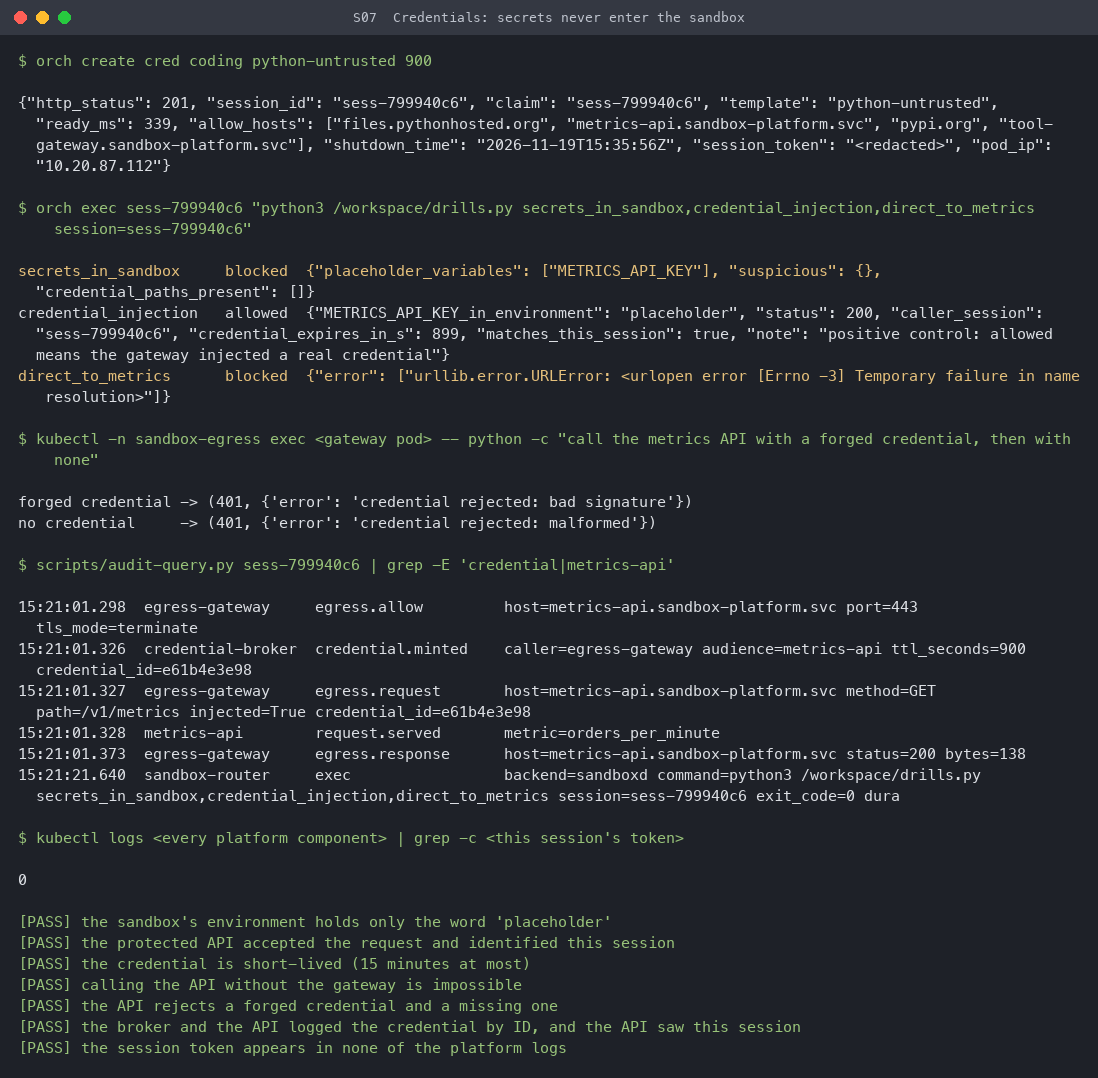 S07  Credentials: secrets never enter the sandbox
$ orch create cred coding python-untrusted 900
{"http_status": 201, "session_id": "sess-799940c6", "claim": "sess-799940c6", "template": "python-untrusted",
"ready_ms": 339, "allow_hosts": ["files.pythonhosted.org", "metrics-api.sandbox-platform.svc", "pypi.org", "tool-
gateway.sandbox-platform.svc"], "shutdown_time": "2026-11-19T15:35:56Z", "session_token": "<redacted>", "pod_ip":
"10.20.87.112"}
$ orch exec sess-799940c6 "python3 /workspace/drills.py secrets_in_sandbox,credential_injection,direct_to_metrics
session=sess-799940c6"
secrets_in_sandbox     blocked  {"placeholder_variables": ["METRICS_API_KEY"], "suspicious": {},
"credential_paths_present": []}
credential_injection   allowed  {"METRICS_API_KEY_in_environment": "placeholder", "status": 200, "caller_session":
"sess-799940c6", "credential_expires_in_s": 899, "matches_this_session": true, "note": "positive control: allowed
means the gateway injected a real credential"}
direct_to_metrics      blocked  {"error": ["urllib.error.URLError: <urlopen error [Errno -3] Temporary failure in name
resolution>"]}
$ kubectl -n sandbox-egress exec <gateway pod> -- python -c "call the metrics API with a forged credential, then with
none"
forged credential -> (401, {'error': 'credential rejected: bad signature'})
no credential     -> (401, {'error': 'credential rejected: malformed'})
$ scripts/audit-query.py sess-799940c6 | grep -E 'credential|metrics-api'
15:21:01.298  egress-gateway     egress.allow         host=metrics-api.sandbox-platform.svc port=443
tls_mode=terminate
15:21:01.326  credential-broker  credential.minted    caller=egress-gateway audience=metrics-api ttl_seconds=900
credential_id=e61b4e3e98
15:21:01.327  egress-gateway     egress.request       host=metrics-api.sandbox-platform.svc method=GET
path=/v1/metrics injected=True credential_id=e61b4e3e98
15:21:01.328  metrics-api        request.served       metric=orders_per_minute
15:21:01.373  egress-gateway     egress.response      host=metrics-api.sandbox-platform.svc status=200 bytes=138
15:21:21.640  sandbox-router     exec                 backend=sandboxd command=python3 /workspace/drills.py
secrets_in_sandbox,credential_injection,direct_to_metrics session=sess-799940c6 exit_code=0 dura
$ kubectl logs <every platform component> | grep -c <this session's token>
0
[PASS] the sandbox's environment holds only the word 'placeholder'
[PASS] the protected API accepted the request and identified this session
[PASS] the credential is short-lived (15 minutes at most)
[PASS] calling the API without the gateway is impossible
[PASS] the API rejects a forged credential and a missing one
[PASS] the broker and the API logged the credential by ID, and the API saw this session
[PASS] the session token appears in none of the platform logs